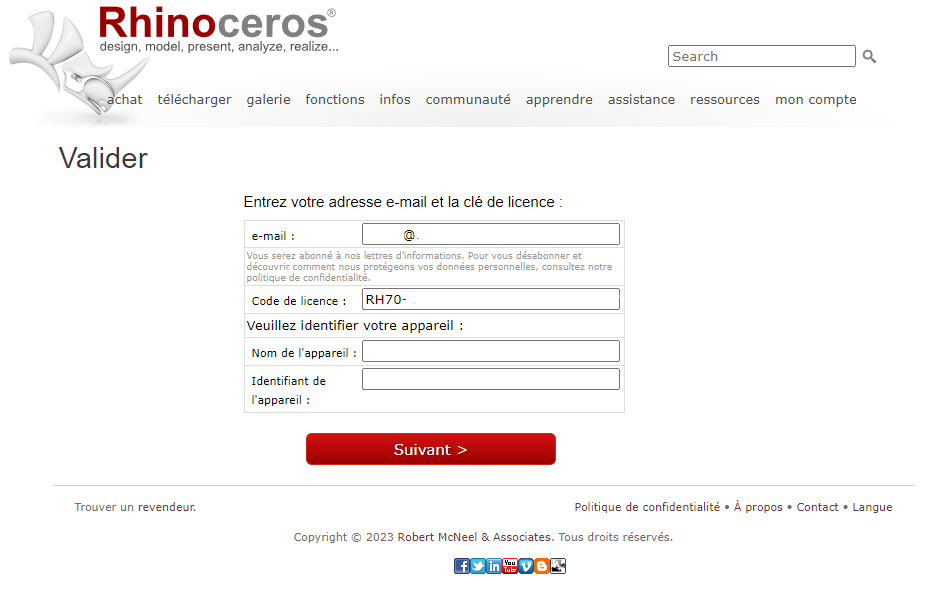 Rhinoceros®
design, model, present, analyze, realize...
Search
achat télécharger galerie fonctions infos communauté apprendre assistance ressources mon compte
Valider
Entrez votre adresse e-mail et la clé de licence :
e-mail : @.
Vous serez abonné à nos lettres d'informations. Pour vous désabonner et
découvrir comment nous protégeons vos données personnelles, consultez notre
politique de confidentialité.
Code de licence : RH70-
Veuillez identifier votre appareil :
Nom de l'appareil :
Identifiant de
l'appareil :
Suivant >
Trouver un revendeur. Politique de confidentialité • À propos • Contact • Langue
Copyright © 2023 Robert McNeel & Associates. Tous droits réservés.
You
Tube